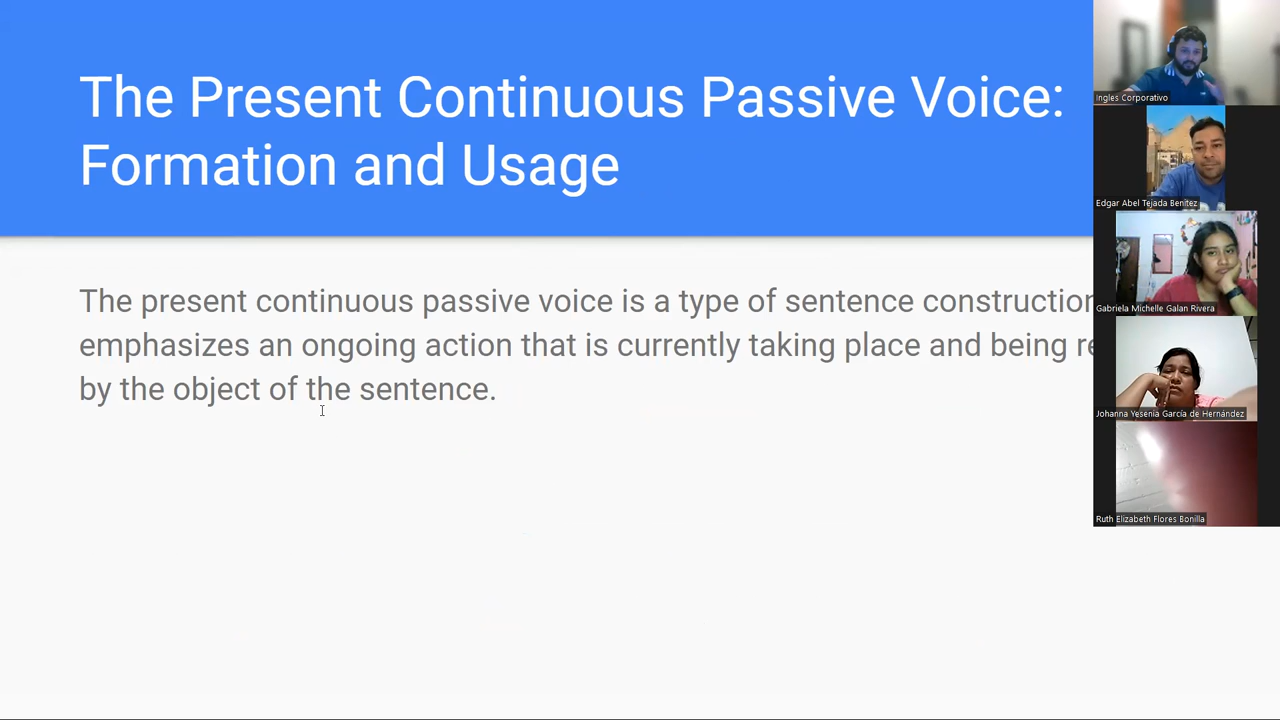 The Present Continuous Passive Voice:
Formation and Usage
The present continuous passive voice is a type of sentence construction
emphasizes an ongoing action that is currently taking place and being
by the object of the sentence.
Ingles Corporativo
Edgar Abel Tejada Benitez
Gabriela Michelle Galan Rivera
Johanna Yesenia García de Hernández
Ruth Elizabeth Flores Bonilla